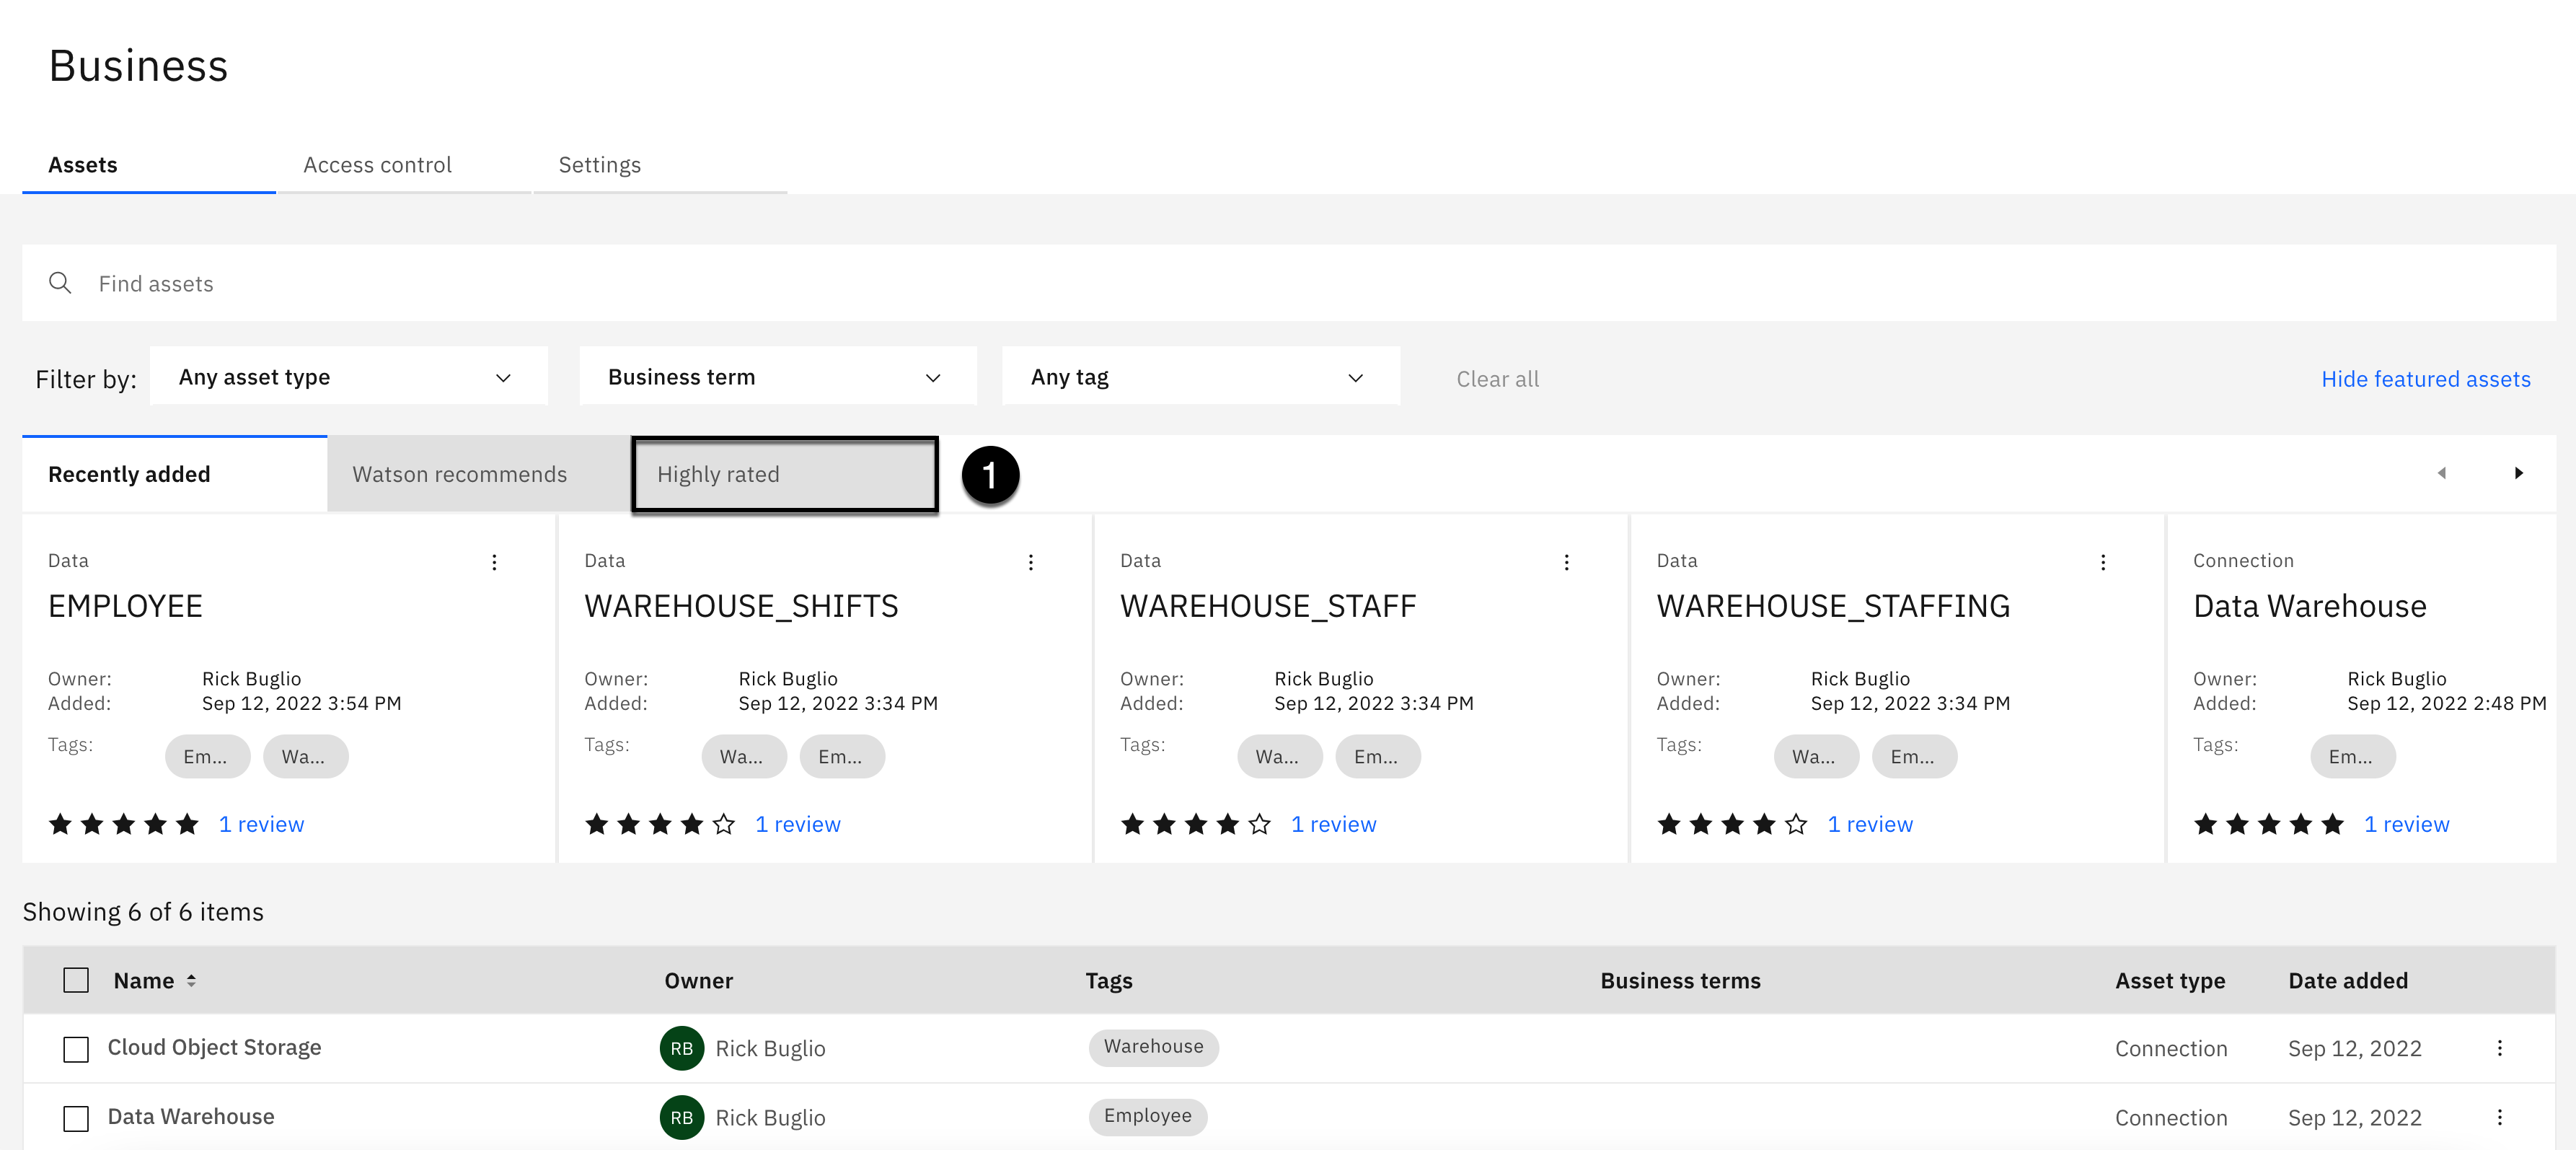 Business
Assets Access control Settings
Find assets
Filter by: Any asset type Business term Any tag Clear all Hide featured assets
Recently added Watson recommends Highly rated 1
Data Data Data Data Connection
EMPLOYEE WAREHOUSE_SHIFTS WAREHOUSE_STAFF WAREHOUSE_STAFFING Data Warehouse
Owner: Rick Buglio Owner: Rick Buglio Owner: Rick Buglio Owner: Rick Buglio Owner: Rick Buglio
Added: Sep 12, 2022 3:54 PM Added: Sep 12, 2022 3:34 PM Added: Sep 12, 2022 3:34 PM Added: Sep 12, 2022 3:34 PM Added: Sep 12, 2022 2:48 PM
Tags: Em... Wa... Tags: Wa... Em... Tags: Wa... Em... Tags: Wa... Em... Tags: Em...
1 review 1 review 1 review 1 review 1 review
Showing 6 of 6 items
Name Owner Tags Business terms Asset type Date added
Cloud Object Storage RB Rick Buglio Warehouse Connection Sep 12, 2022
Data Warehouse RB Rick Buglio Employee Connection Sep 12, 2022